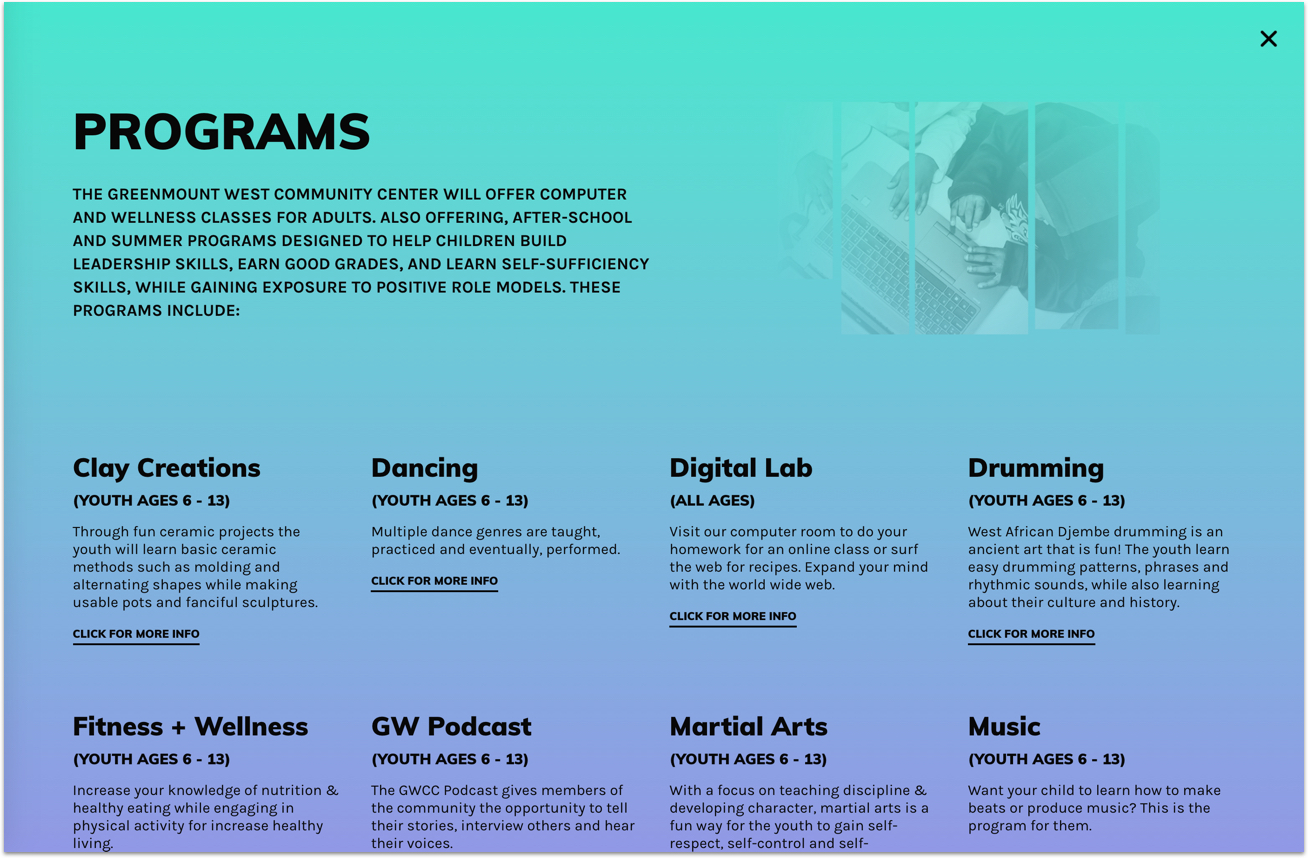 PROGRAMS
THE GREENMOUNT WEST COMMUNITY CENTER WILL OFFER COMPUTER
AND WELLNESS CLASSES FOR ADULTS. ALSO OFFERING, AFTER-SCHOOL
AND SUMMER PROGRAMS DESIGNED TO HELP CHILDREN BUILD
LEADERSHIP SKILLS, EARN GOOD GRADES, AND LEARN SELF-SUFFICIENCY
SKILLS, WHILE GAINING EXPOSURE TO POSITIVE ROLE MODELS. THESE
PROGRAMS INCLUDE:
Clay Creations
(YOUTH AGES 6 - 13)
Through fun ceramic projects the
youth will learn basic ceramic
methods such as molding and
alternating shapes while making
usable pots and fanciful sculptures.
CLICK FOR MORE INFO
Dancing
(YOUTH AGES 6 - 13)
Multiple dance genres are taught,
practiced and eventually, performed.
CLICK FOR MORE INFO
Digital Lab
(ALL AGES)
Visit our computer room to do your
homework for an online class or surf
the web for recipes. Expand your mind
with the world wide web.
CLICK FOR MORE INFO
Drumming
(YOUTH AGES 6 - 13)
West African Djembe drumming is an
ancient art that is fun! The youth learn
easy drumming patterns, phrases and
rhythmic sounds, while also learning
about their culture and history.
CLICK FOR MORE INFO
Fitness + Wellness
(YOUTH AGES 6 - 13)
Increase your knowledge of nutrition &
healthy eating while engaging in
physical activity for increase healthy
living.
GW Podcast
(YOUTH AGES 6 - 13)
The GWCC Podcast gives members of
the community the opportunity to tell
their stories, interview others and hear
their voices.
Martial Arts
(YOUTH AGES 6 - 13)
With a focus on teaching discipline &
developing character, martial arts is a
fun way for the youth to gain self-
respect, self-control and self-
Music
(YOUTH AGES 6 - 13)
Want your child to learn how to make
beats or produce music? This is the
program for them.